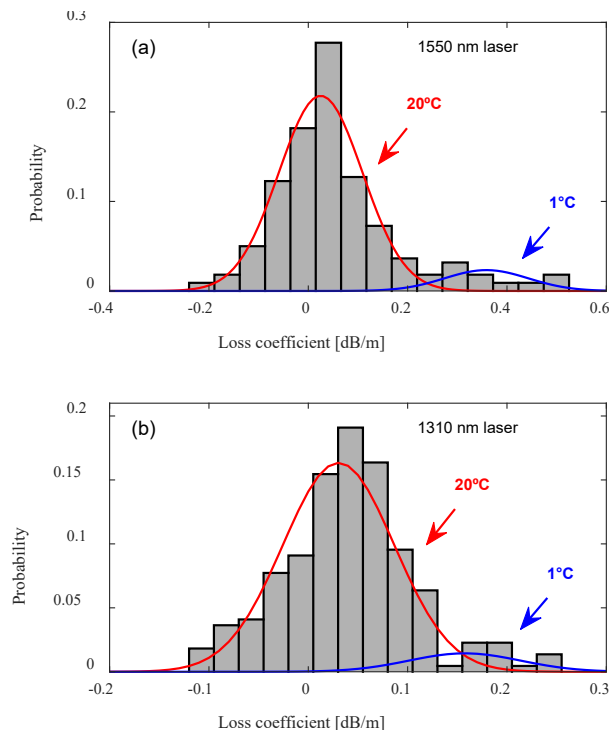 0.3
(a)
1550 nm laser
20ºC
0.2
1°C
0.1
0
-0.4
-0.2
0
0.2
0.4
0.6
Probability
Loss coefficient [dB/m]
0.2
(b)
1310 nm laser
0.15
20ºC
0.1
1°C
0.05
0
-0.2
-0.1
0
0.1
0.2
0.3
Probability
Loss coefficient [dB/m]